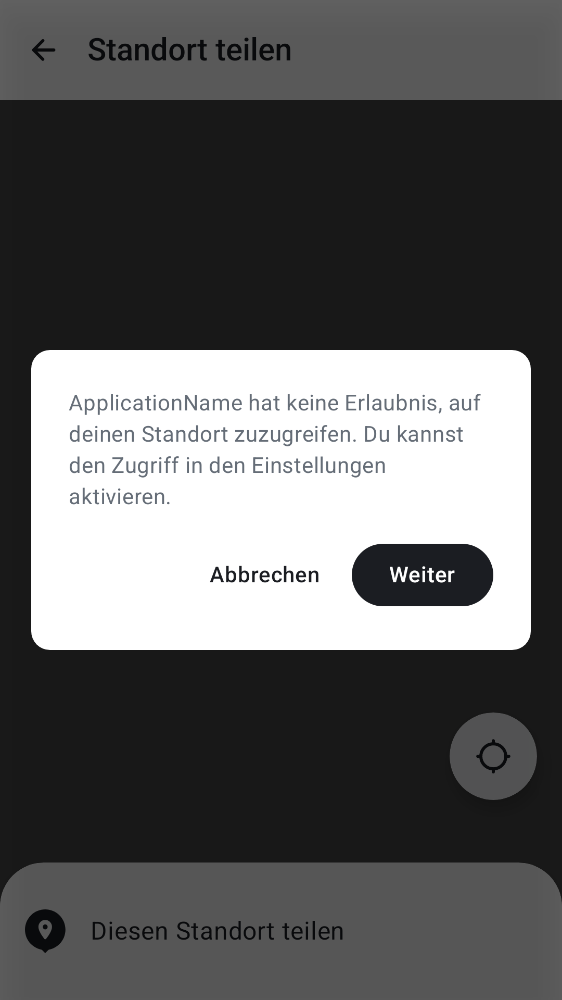 Standort teilen
ApplicationName hat keine Erlaubnis, auf
deinen Standort zuzugreifen. Du kannst
den Zugriff in den Einstellungen
aktivieren.
Abbrechen
Weiter
Diesen Standort teilen